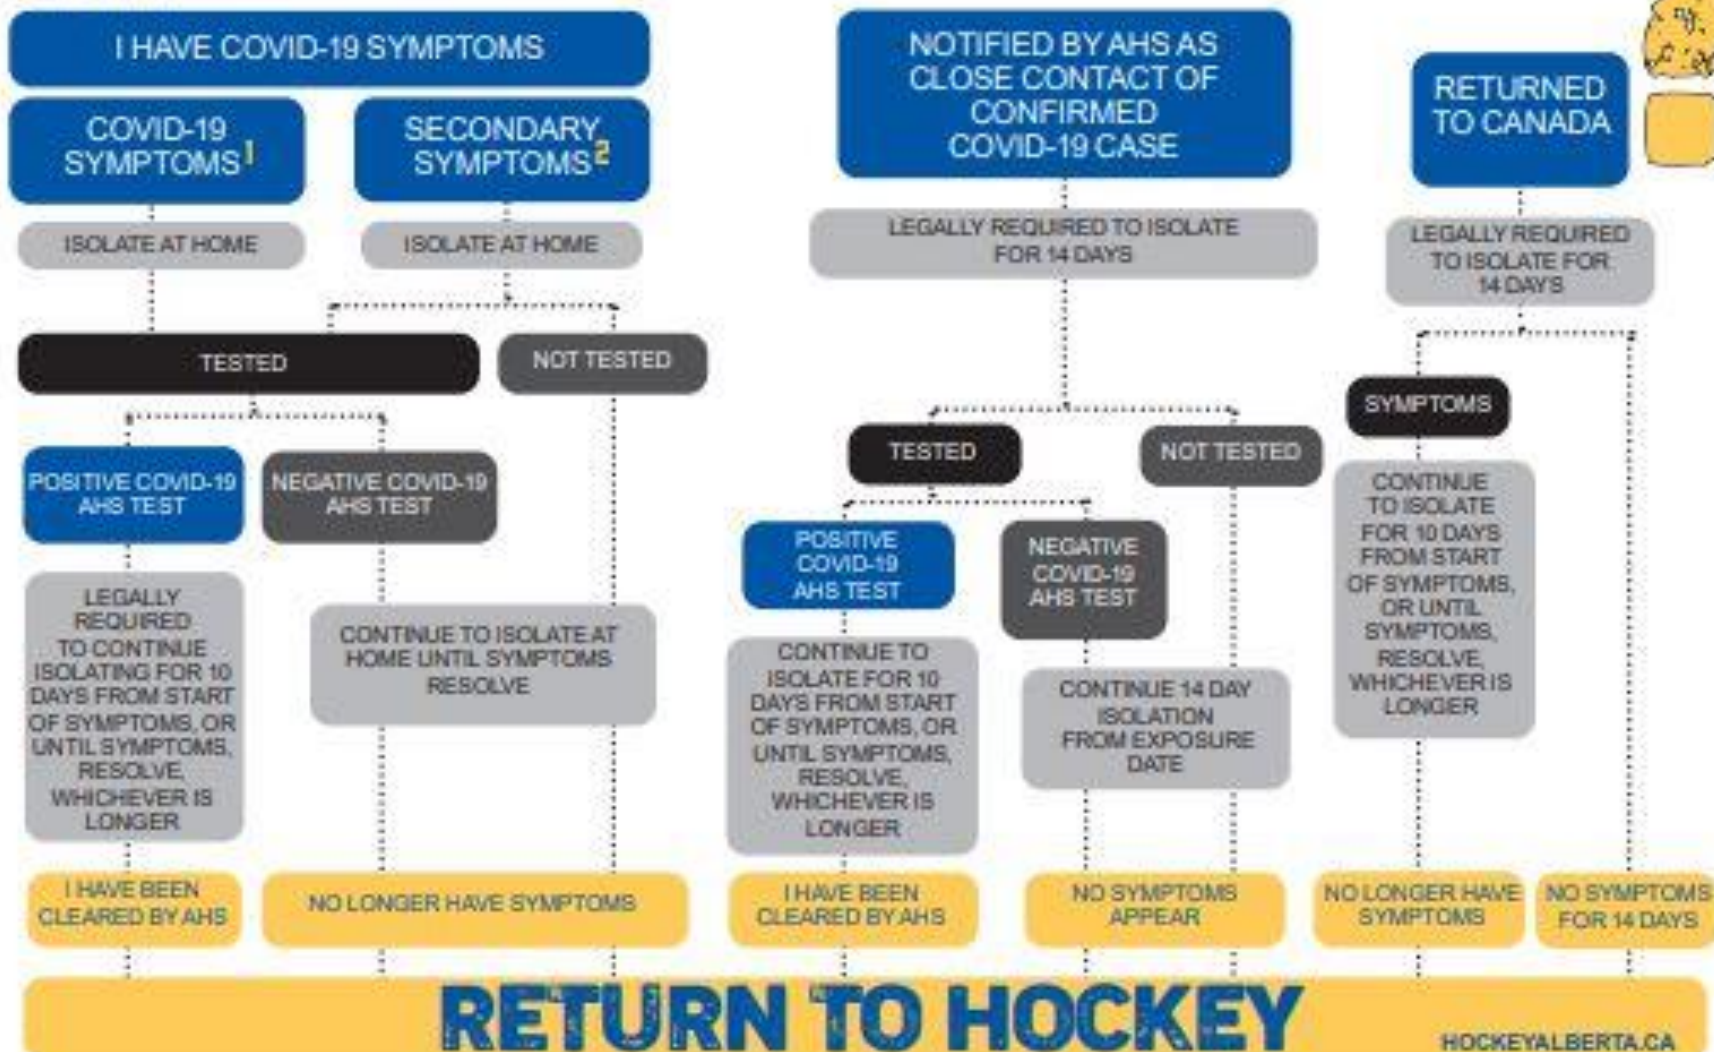 I HAVE COVID-19 SYMPTOMS
COVID-19
SYMPTOMS1
SECONDARY
SYMPTOMS2
ISOLATE AT HOME
ISOLATE AT HOME
TESTED
NOT TESTED
POSITIVE COVID-19
AHS TEST
NEGATIVE COVID-19
AHS TEST
LEGALLY
REQUIRED
TO CONTINUE
ISOLATING FOR 10
DAYS FROM START
OF SYMPTOMS, OR
UNTIL SYMPTOMS,
RESOLVE,
WHICHEVER IS
LONGER
CONTINUE TO ISOLATE AT
HOME UNTIL SYMPTOMS
RESOLVE
I HAVE BEEN
CLEARED BY AHS
NO LONGER HAVE SYMPTOMS
NOTIFIED BY AHS AS
CLOSE CONTACT OF
CONFIRMED
COVID-19 CASE
LEGALLY REQUIRED TO ISOLATE
FOR 14 DAYS
TESTED
NOT TESTED
POSITIVE
COVID-19
AHS TEST
NEGATIVE
COVID-19
AHS TEST
CONTINUE TO
ISOLATE FOR 10
DAYS FROM START
OF SYMPTOMS, OR
UNTIL SYMPTOMS,
RESOLVE,
WHICHEVER IS
LONGER
CONTINUE 14 DAY
ISOLATION
FROM EXPOSURE
DATE
I HAVE BEEN
CLEARED BY AHS
NO SYMPTOMS
APPEAR
RETURNED
TO CANADA
LEGALLY REQUIRED
TO ISOLATE FOR
14 DAYS
SYMPTOMS
CONTINUE
TO ISOLATE
FOR 10 DAYS
FROM START
OF SYMPTOMS,
OR UNTIL
SYMPTOMS,
RESOLVE,
WHICHEVER IS
LONGER
NO LONGER HAVE
SYMPTOMS
NO SYMPTOMS
FOR 14 DAYS
RETURN TO HOCKEY
HOCKEYALBERTA.CA